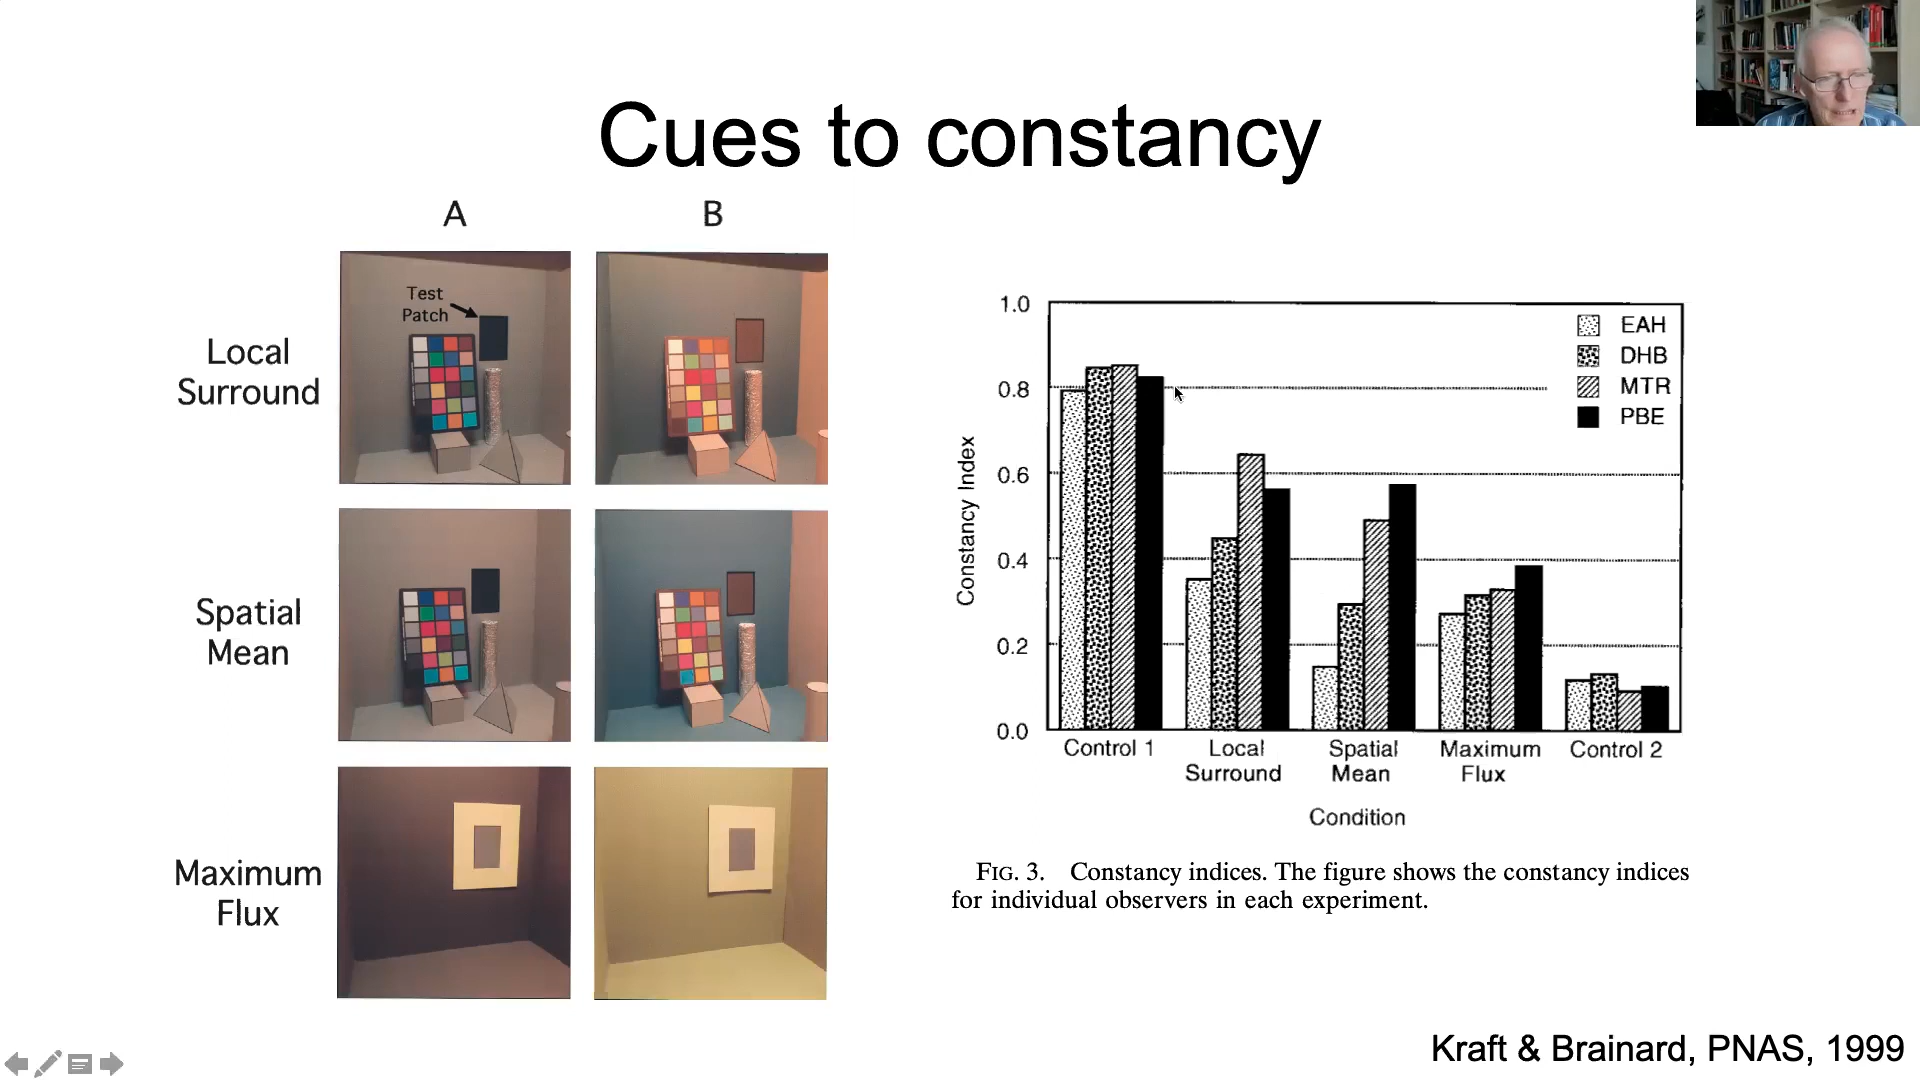 Cues to constancy
A
B
Local
Surround
Test
Patch
Spatial
Mean
Maximum
Flux
1.0
0.8
0.6
0.4
0.2
0.0
Constancy Index
EAH
DHB
MTR
PBE
Control 1
Local
Surround
Spatial
Mean
Maximum
Flux
Control 2
Condition
FIG. 3. Constancy indices. The figure shows the constancy indices
for individual observers in each experiment.
Kraft & Brainard, PNAS, 1999